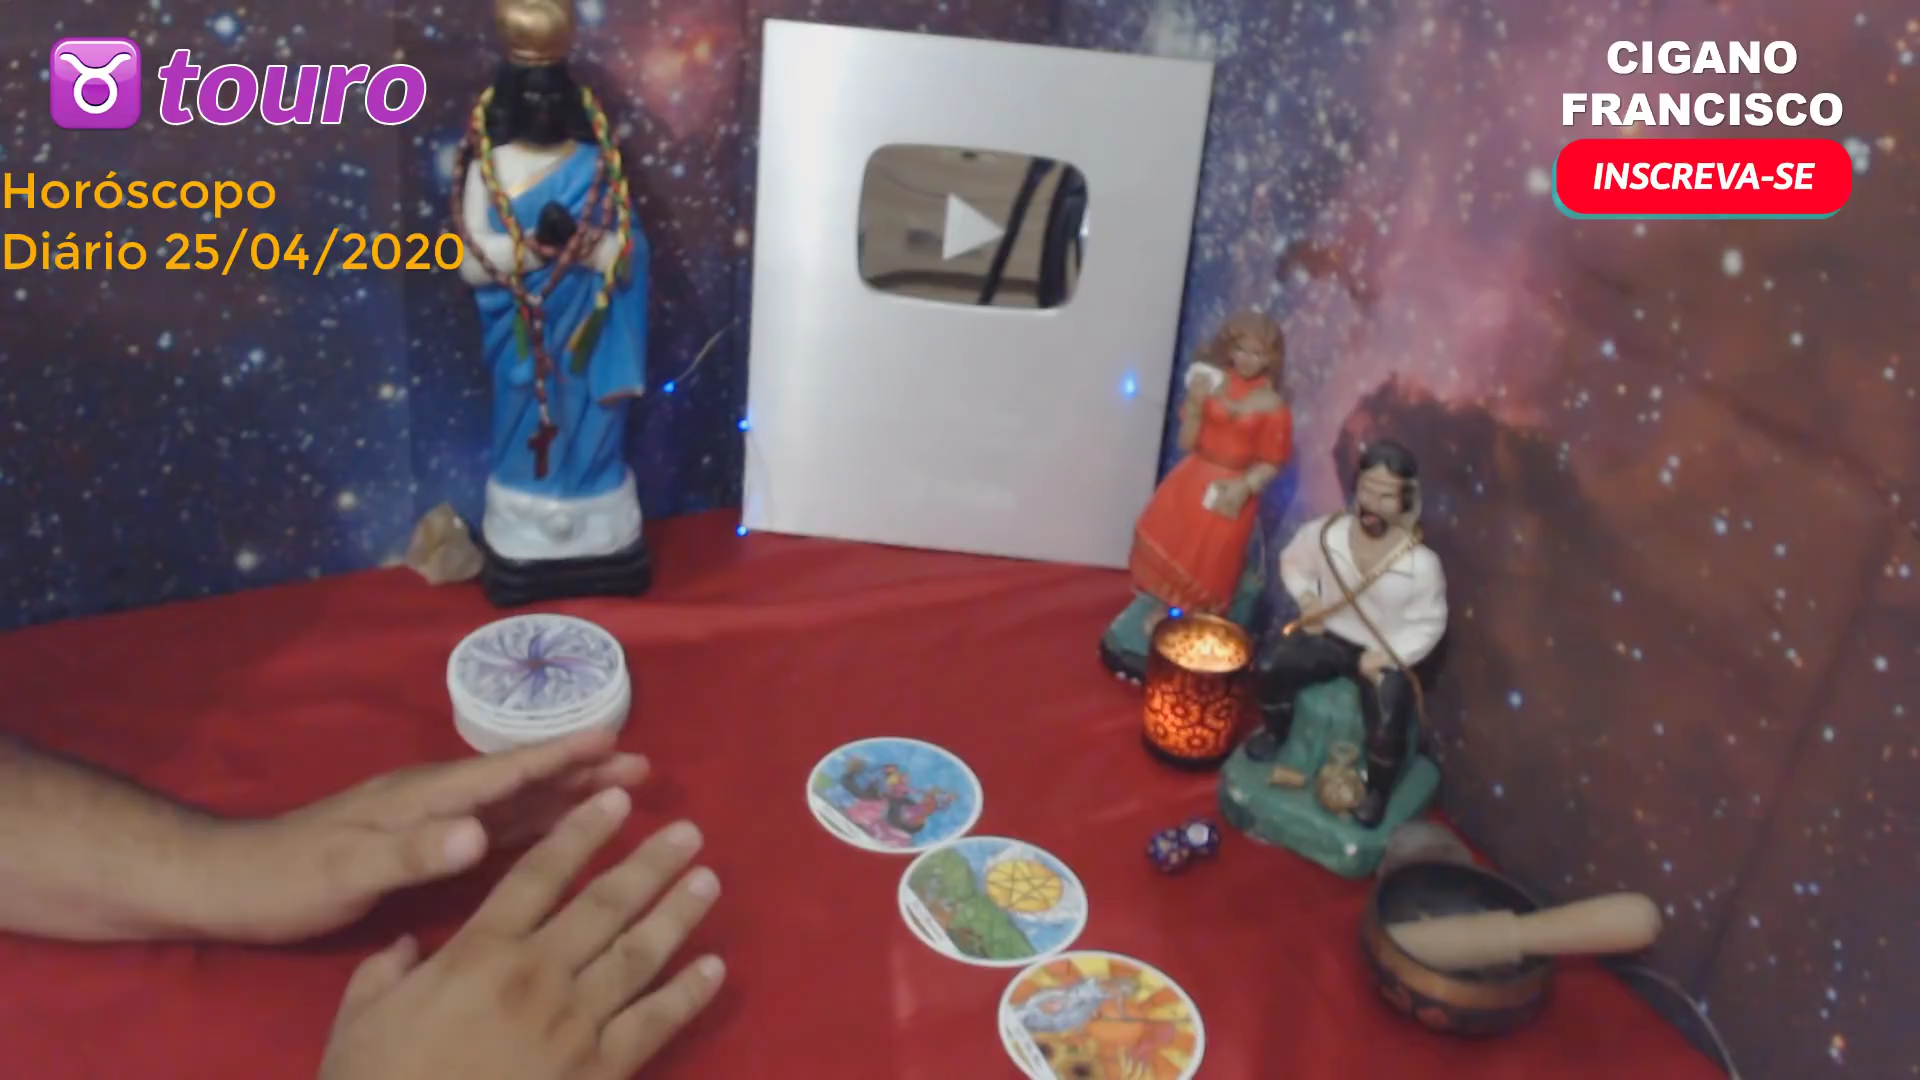 touro
Horóscopo
Diário 25/04/2020
CIGANO
FRANCISCO
INSCREVA-SE